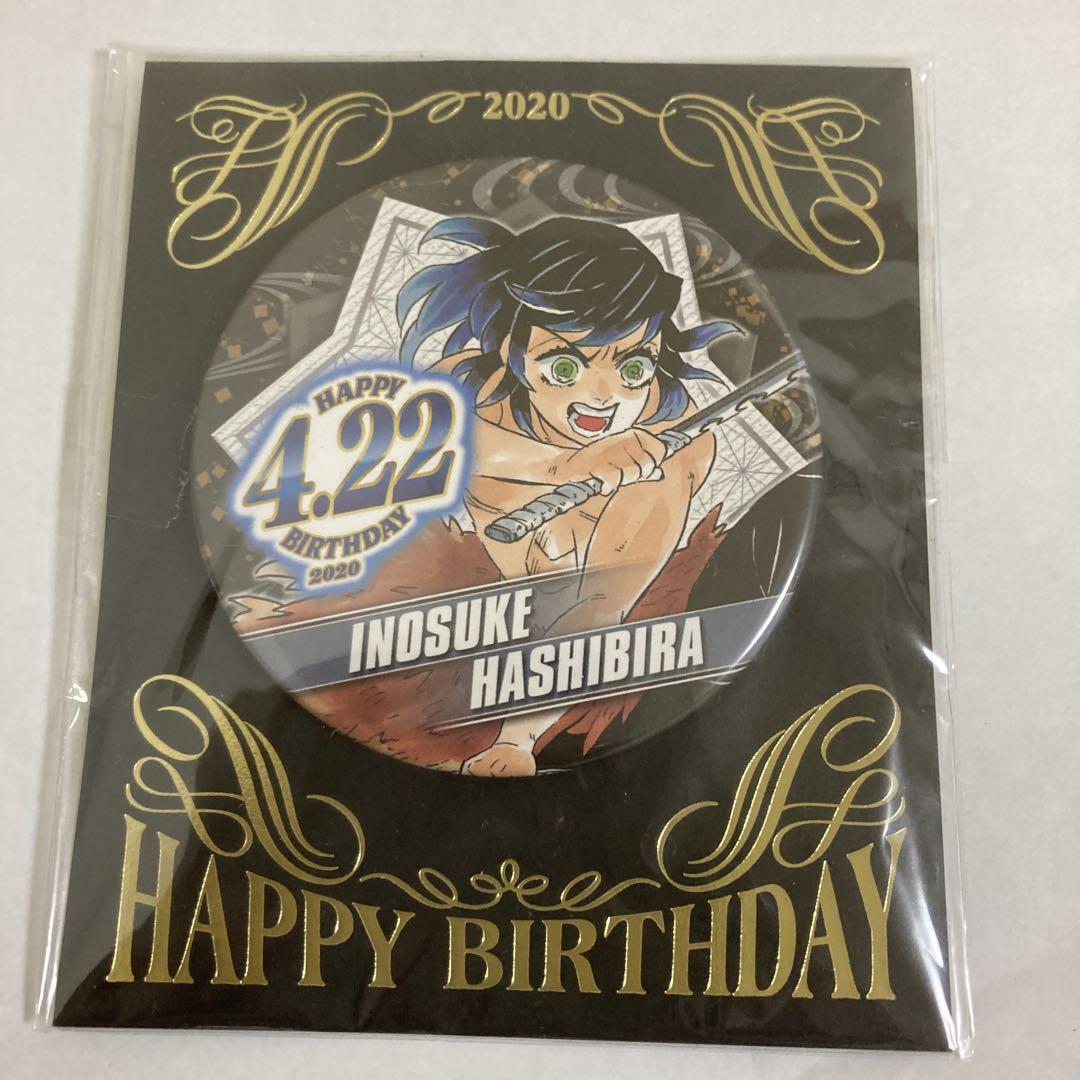 2020
HAPPY
4.22
BIRTHDAY
2020
INOSUKE
HASHIBIRA
HAPPY BIRTHDAY